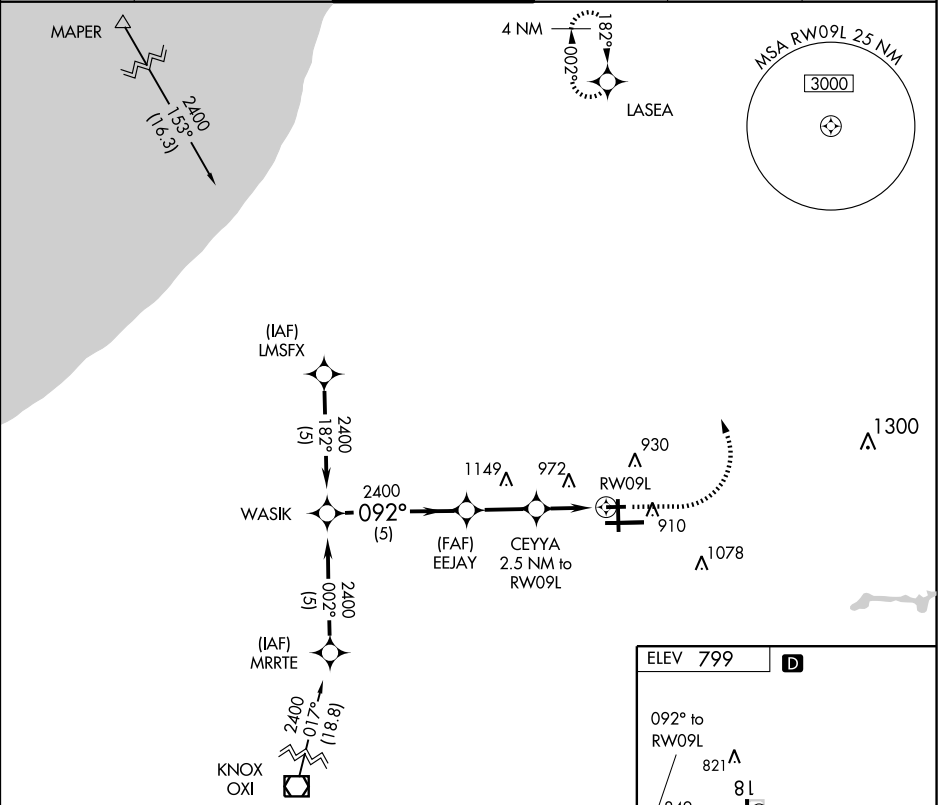 MAPER
2400
153°
(16.3)
4 NM
182°
002°
LASEA
MSA RW09L 25 NM
3000
(IAF)
LMSFX
2400
182°
(5)
1300
930
1149
972
RW09L
WASIK
2400
092°
(5)
910
(FAF)
EEJAY
CEYYA
2.5 NM to
RW09L
1078
2400
002°
(5)
(IAF)
MRRTE
ELEV 799
D
2400
017°
(18.8)
092° to
RW09L
821
KNOX
OXI
18